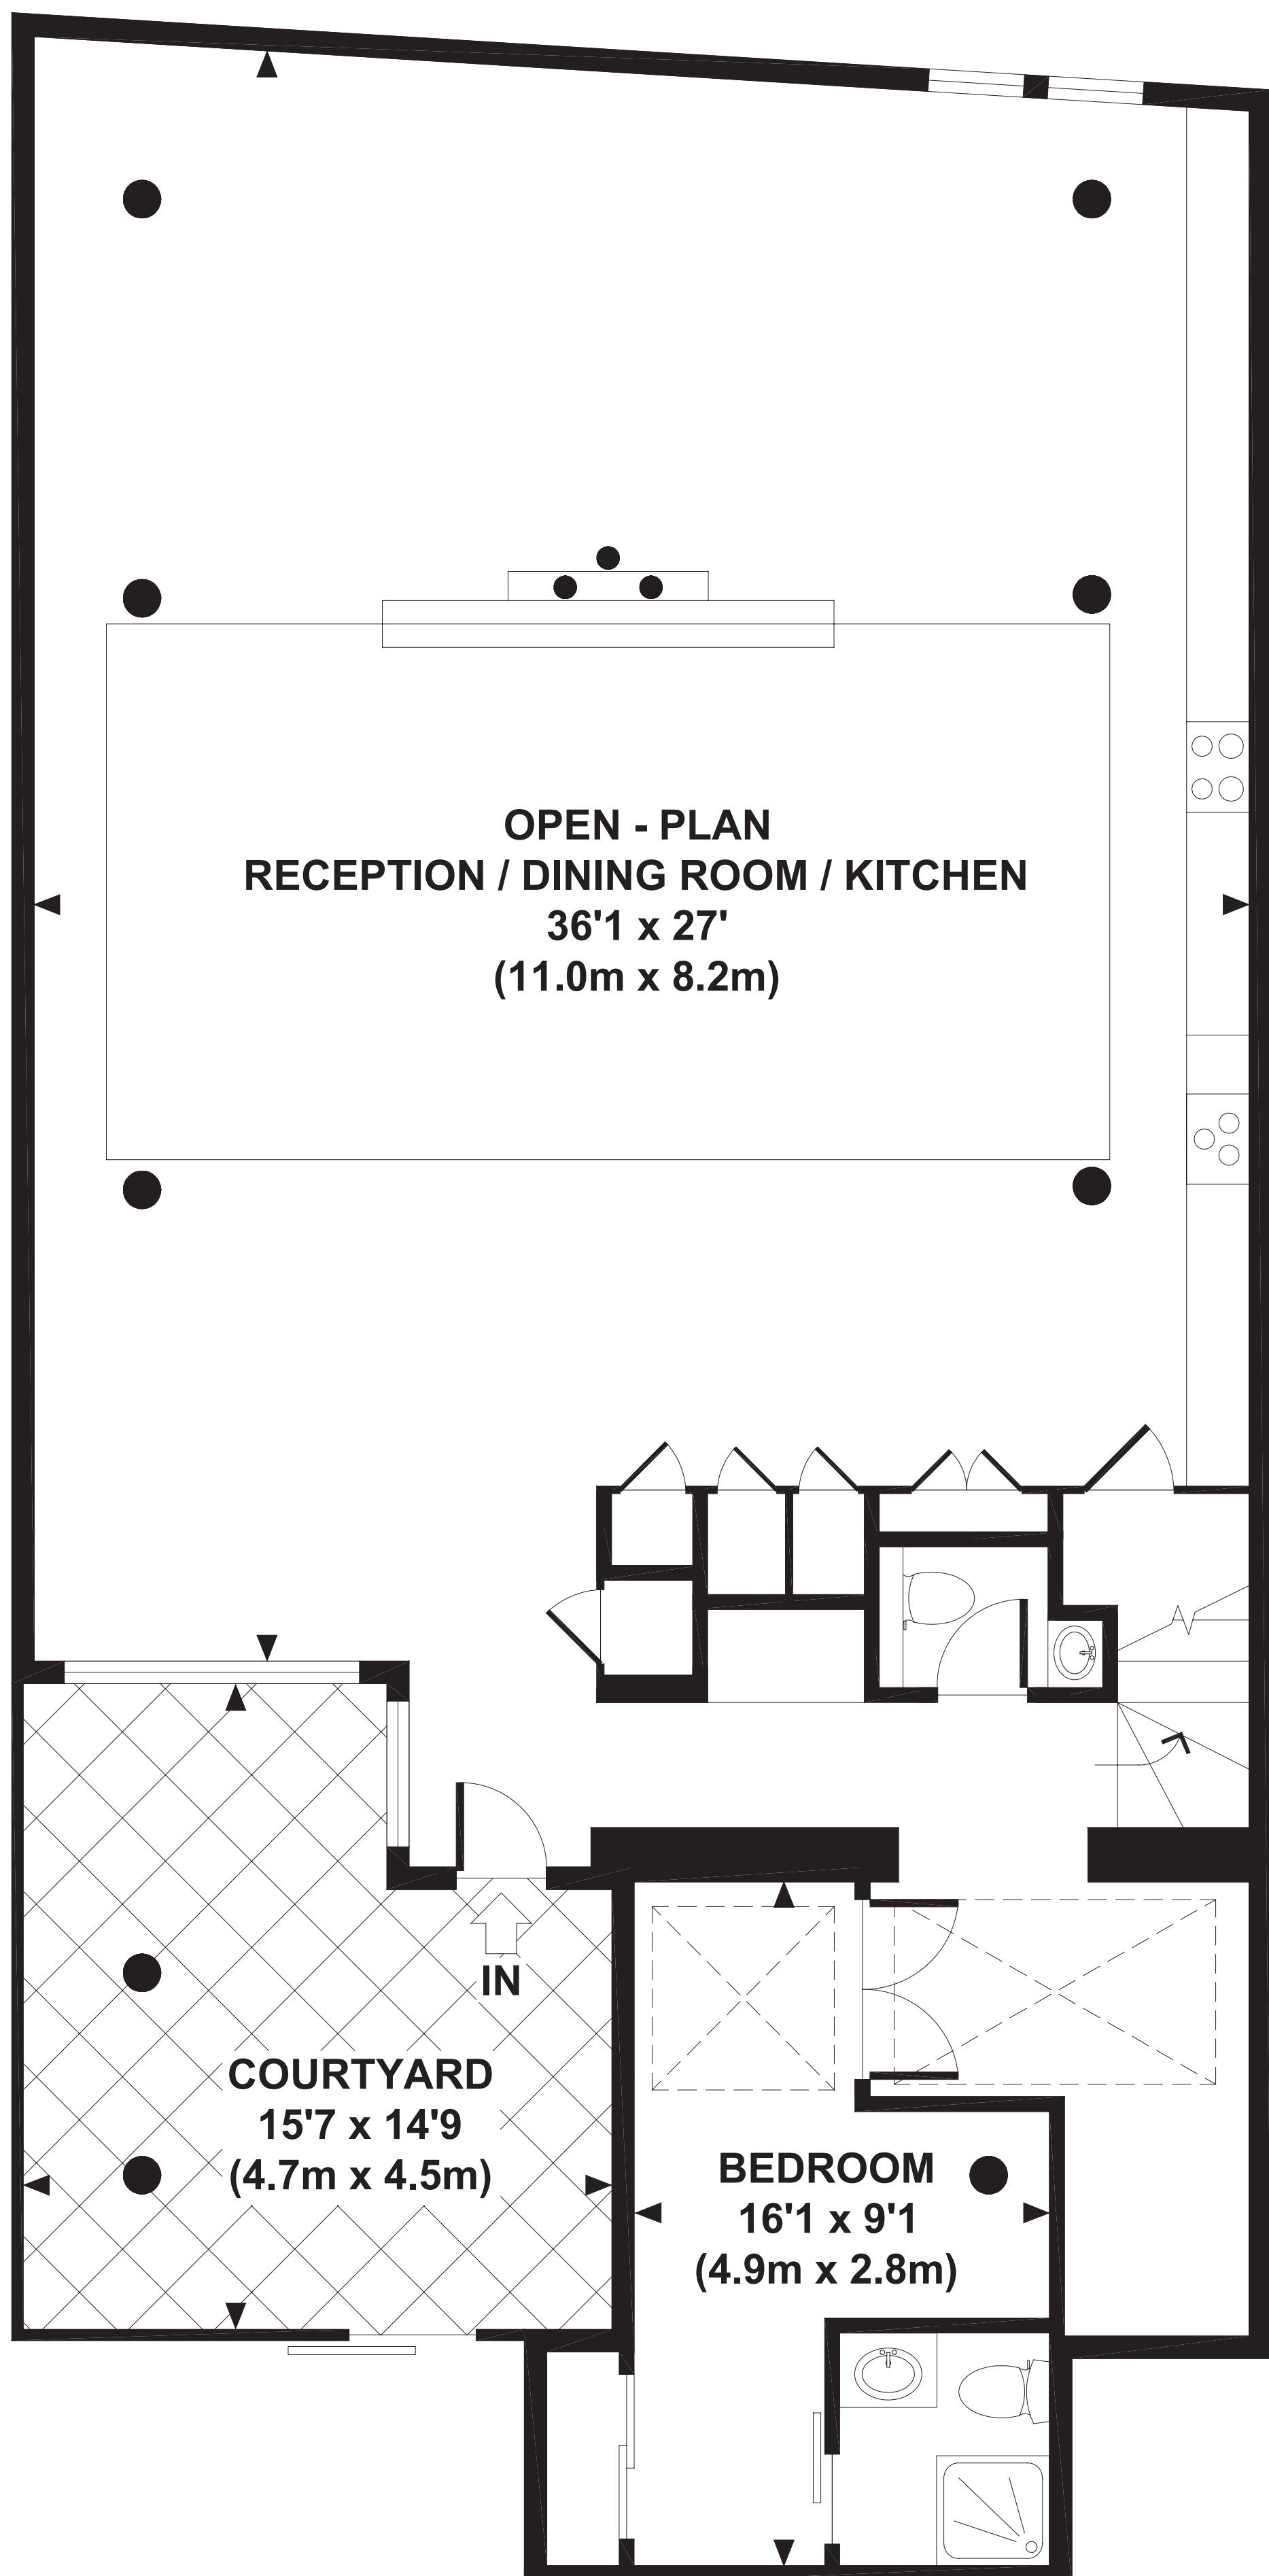 OPEN - PLAN
RECEPTION / DINING ROOM / KITCHEN
36'1 x 27'
(11.0m x 8.2m)
IN
COURTYARD
15'7 x 14'9
(4.7m x 4.5m)
BEDROOM
16'1 x 9'1
(4.9m x 2.8m)